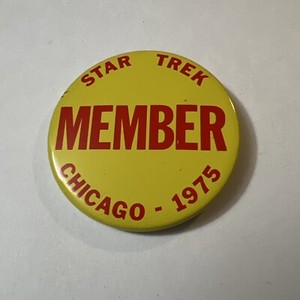 STAR TREK
MEMBER
CHICAGO - 1975